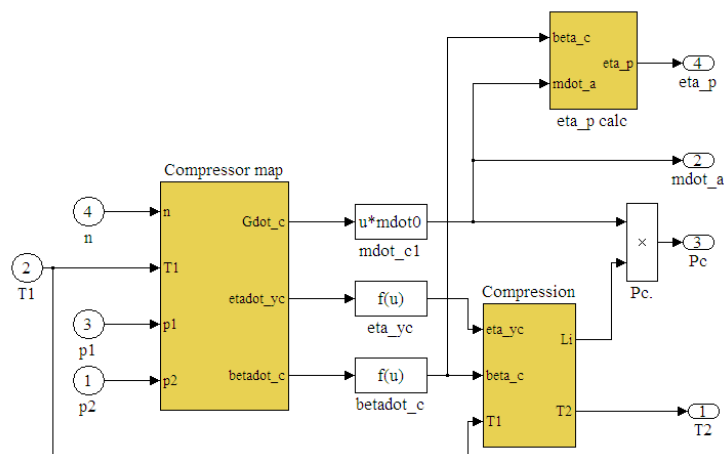 beta_c
eta_p
mdot_a
eta_p calc
4
eta_p
2
mdot_a
Compressor map
4
n
n
Gdot_c
u*mdot0
mdot_c1
×
3
Pc
Pc.
2
T1
T1
etadot_yc
f(u)
eta_yc
Compression
eta_yc
Li
3
p1
p1
1
p2
p2
betadot_c
f(u)
betadot_c
beta_c
T1
T2
1
T2